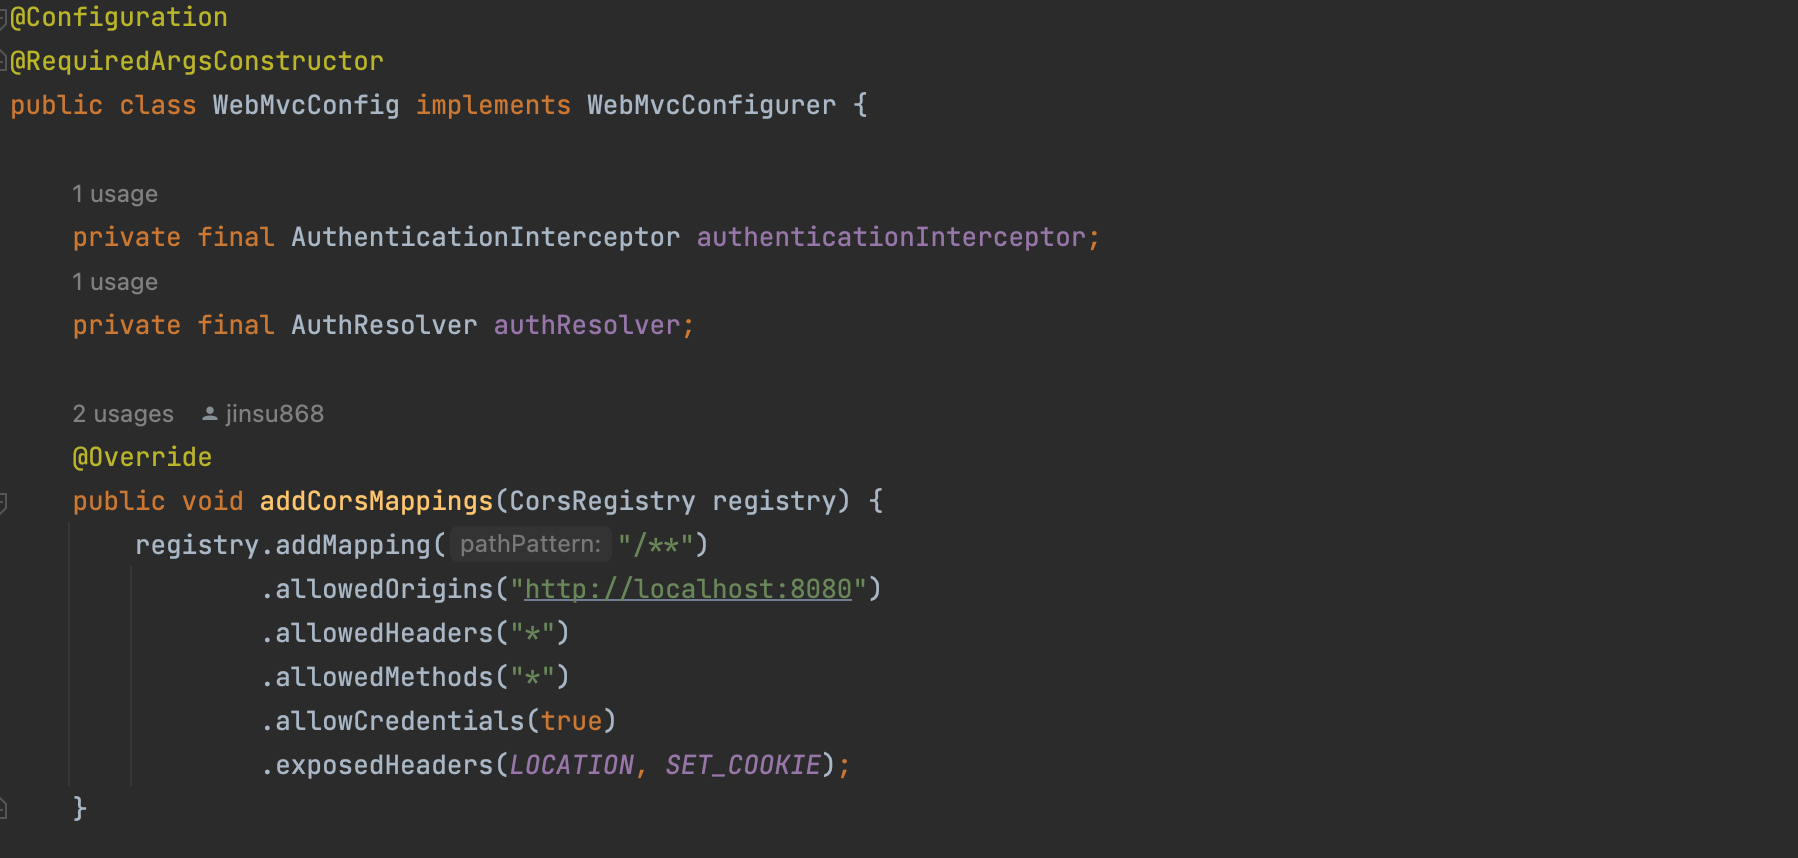 @Configuration
@RequiredArgsConstructor
public class WebMvcConfig implements WebMvcConfigurer {
1 usage
private final AuthenticationInterceptor authenticationInterceptor;
1 usage
private final AuthResolver authResolver;
2 usages jinsu868
@Override
public void addCorsMappings(CorsRegistry registry) {
registry.addMapping( pathPattern: "/**")
.allowedOrigins("http://localhost:8080")
.allowedHeaders("*")
.allowedMethods("*")
.allowCredentials(true)
.exposedHeaders(LOCATION, SET_COOKIE);
}